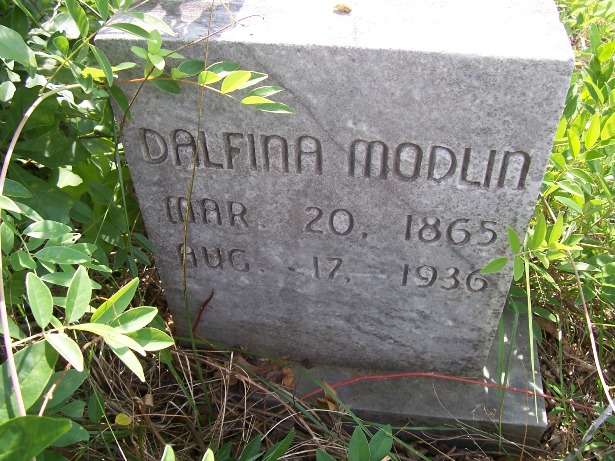 DALFINA MODLIN
MAR. 20, 1865
AUG. 17, 1936